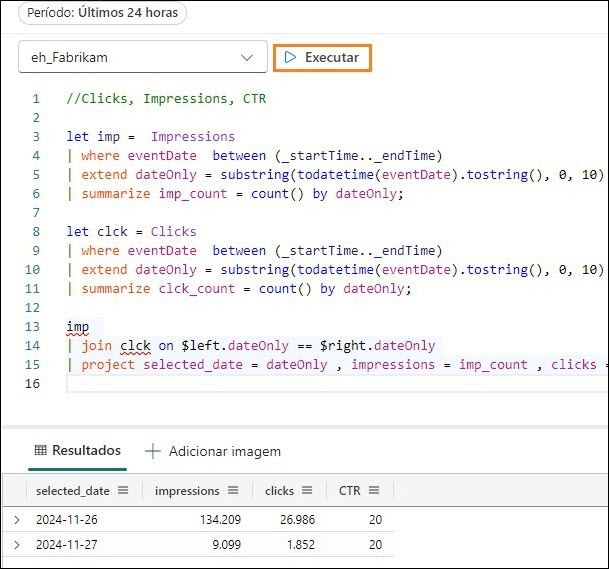 Período: Últimos 24 horas
eh_Fabrikam
Executar
1 //Clicks, Impressions, CTR
2
3 let imp =  Impressions
4 | where eventDate  between (_startTime.._endTime)
5 | extend dateOnly = substring(todatetime(eventDate).tostring(), 0, 10)
6 | summarize imp_count = count() by dateOnly;
7
8 let clck = Clicks
9 | where eventDate  between (_startTime.._endTime)
10 | extend dateOnly = substring(todatetime(eventDate).tostring(), 0, 10)
11 | summarize clck_count = count() by dateOnly;
12
13 imp
14 | join clck on $left.dateOnly == $right.dateOnly
15 | project selected_date = dateOnly , impressions = imp_count , clicks =
16
Resultados
Adicionar imagem
selected_date impressions clicks CTR
2024-11-26 134.209 26.986 20
2024-11-27 9.099 1.852 20